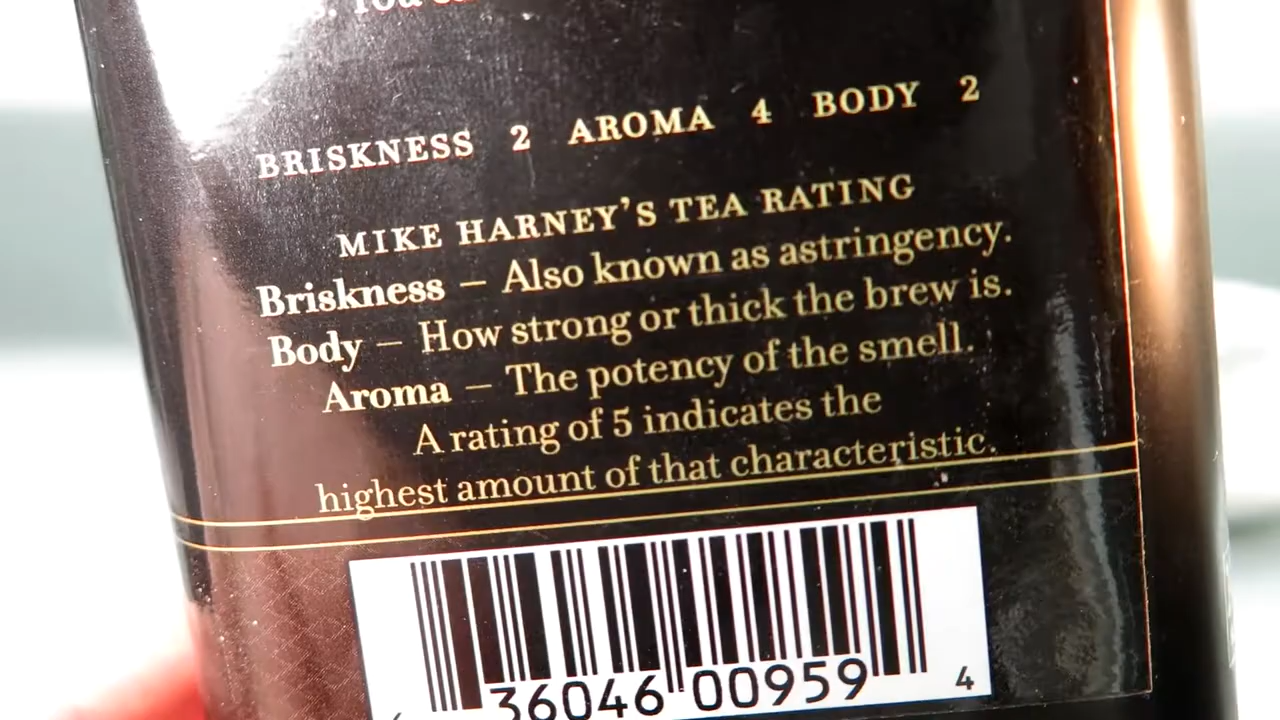 BRISKNESS 2 AROMA 4 BODY 2
MIKE HARNEY'S TEA RATING
Briskness – Also known as astringency.
Body – How strong or thick the brew is.
Aroma – The potency of the smell.
A rating of 5 indicates the
highest amount of that characteristic.
36046 00959 4